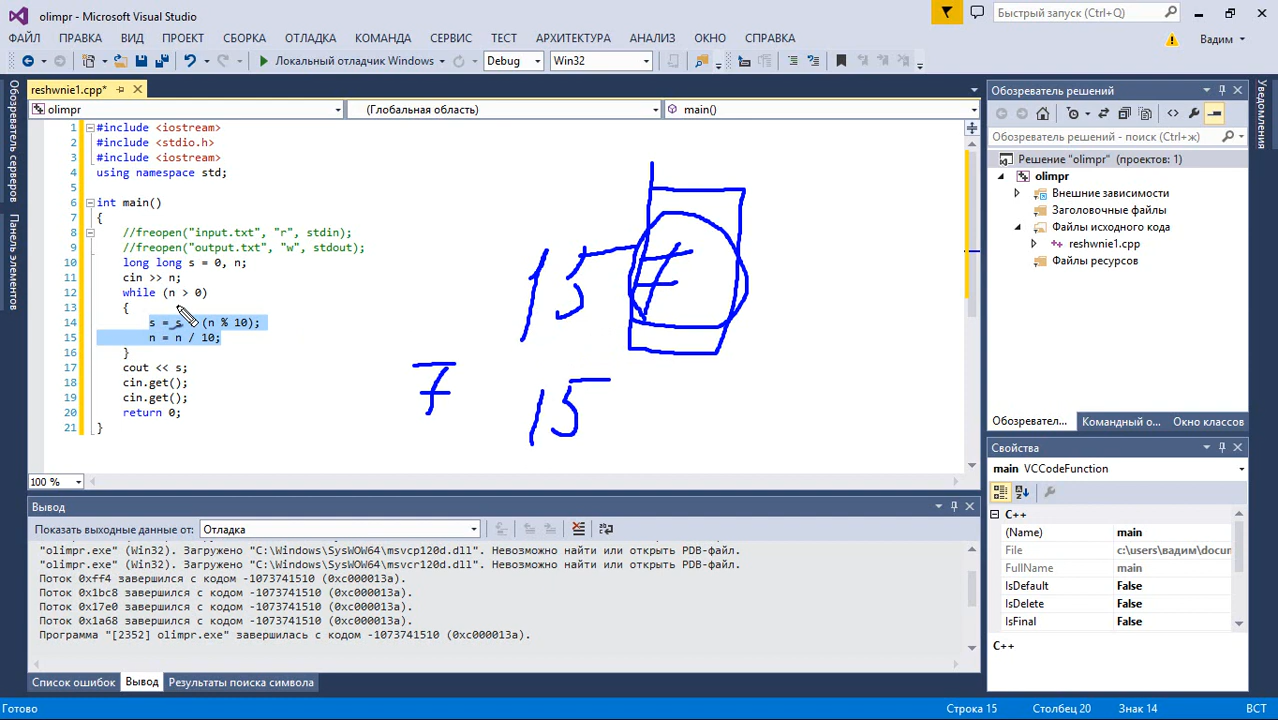 olimpr - Microsoft Visual Studio
Быстрый запуск (Ctrl+Q)
ФАЙЛ ПРАВКА ВИД ПРОЕКТ СБОРКА ОТЛАДКА КОМАНДА СЕРВИС ТЕСТ АРХИТЕКТУРА АНАЛИЗ ОКНО СПРАВКА
Вадим
Локальный отладчик Windows Debug Win32
Обозреватель серверов
Панель элементов
reshwnie1.cpp*
olimpr (Глобальная область) main()
1 #include <iostream>
2 #include <stdio.h>
3 #include <iostream>
4 using namespace std;
5
6 int main()
7 {
8 //freopen("input.txt", "r", stdin);
9 //freopen("output.txt", "w", stdout);
10 long long s = 0, n;
11 cin >> n;
12 while (n > 0)
13 {
14 s = s (n % 10);
15 n = n / 10;
16 }
17 cout << s;
18 cin.get();
19 cin.get();
20 return 0;
21 }
15
7 15
100 %
Вывод
Показать выходные данные от: Отладка
"olimpr.exe" (Win32). Загружено "C:\Windows\SysWOW64\msvcp120d.dll". Невозможно найти или открыть PDB-файл.
"olimpr.exe" (Win32). Загружено "C:\Windows\SysWOW64\msvcr120d.dll". Невозможно найти или открыть PDB-файл.
Поток 0xff4 завершился с кодом -1073741510 (0xc000013a).
Поток 0x1bc8 завершился с кодом -1073741510 (0xc000013a).
Поток 0x17e0 завершился с кодом -1073741510 (0xc000013a).
Поток 0x1a68 завершился с кодом -1073741510 (0xc000013a).
Программа "[2352] olimpr.exe" завершилась с кодом -1073741510 (0xc000013a).
Список ошибок Вывод Результаты поиска символа
Обозреватель решений
Обозреватель решений - поиск (Ctrl+ж)
Решение "olimpr" (проектов: 1)
olimpr
Внешние зависимости
Заголовочные файлы
Файлы исходного кода
reshwnie1.cpp
Файлы ресурсов
Обозревател... Командный о... Окно классов
Свойства
main VCCodeFunction
C++
(Name) main
File c:\users\вадим\docum
FullName main
IsDefault False
IsDelete False
IsFinal False
C++
Уведомления
Готово Строка 15 Столбец 20 Знак 14 ВСТ